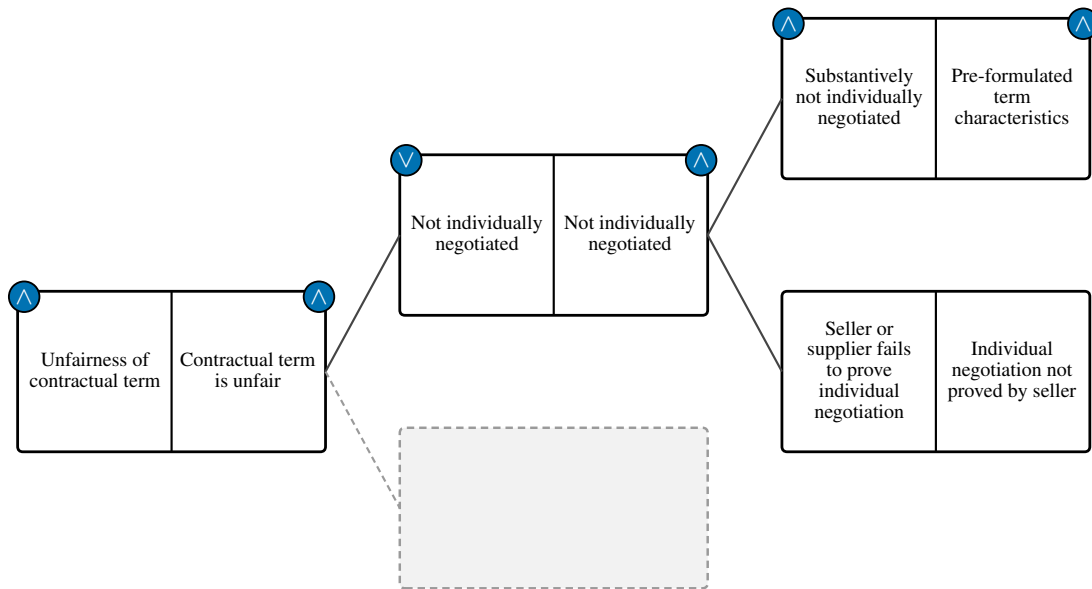 ∧
∧
Substantively
not individually
negotiated
Pre-formulated
term
characteristics
∨
∧
Not individually
negotiated
Not individually
negotiated
∧
∧
Unfairness of
contractual term
Contractual term
is unfair
Seller or
supplier fails
to prove
individual
negotiation
Individual
negotiation not
proved by seller